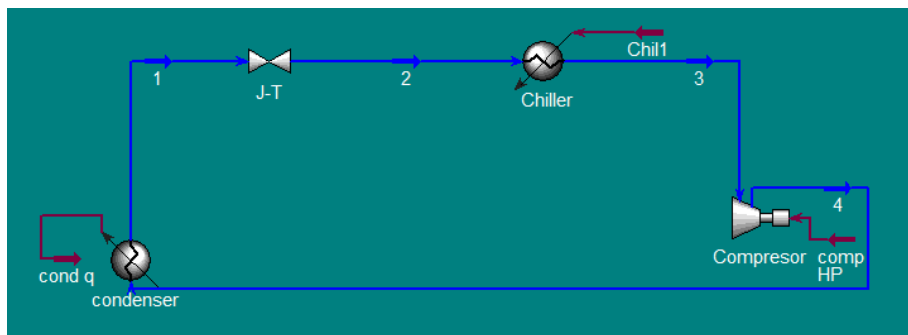 Chil1
1
2
3
J-T
Chiller
4
Compresor
comp
HP
cond q
condenser